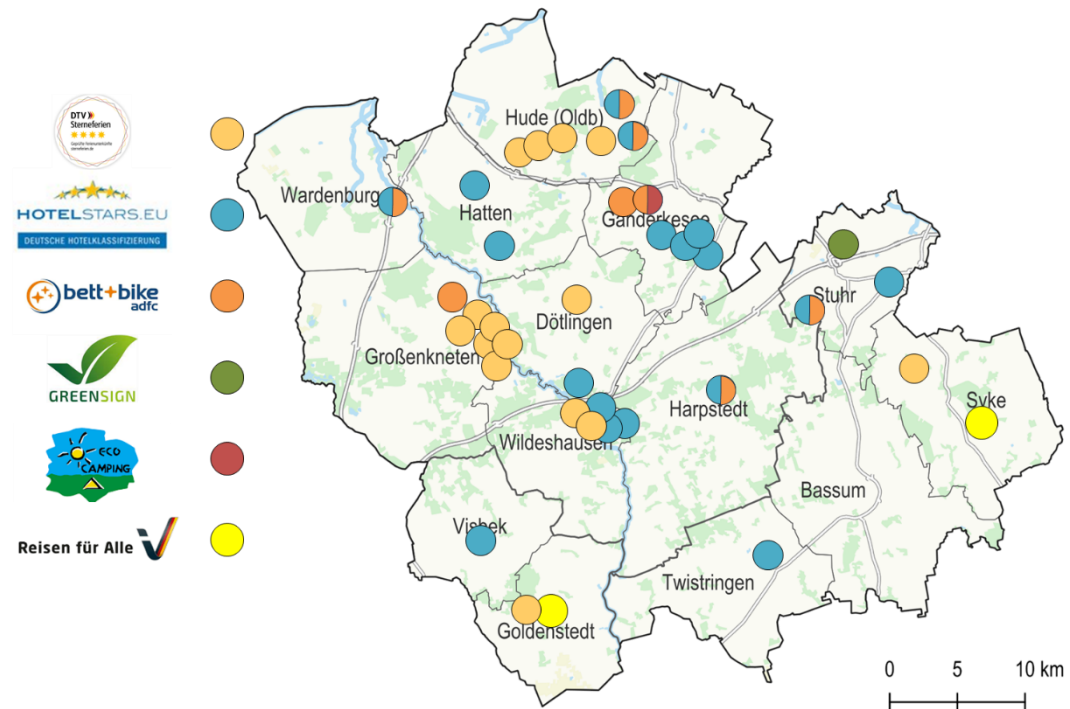 DTV
Sterneferien
HOTELSTARS.EU
DEUTSCHE HOTELKLASSIFIZIERUNG
bett+bike
adfc
GREENSIGN
ECO
CAMPING
Reisen für Alle
Hude (Oldb)
Wardenburg
Hatten
Ganderkesee
Stuhr
Dötlingen
Großenkneten
Harpstedt
Syke
Wildeshausen
Bassum
Visbek
Twistringen
Goldenstedt
0 5 10 km